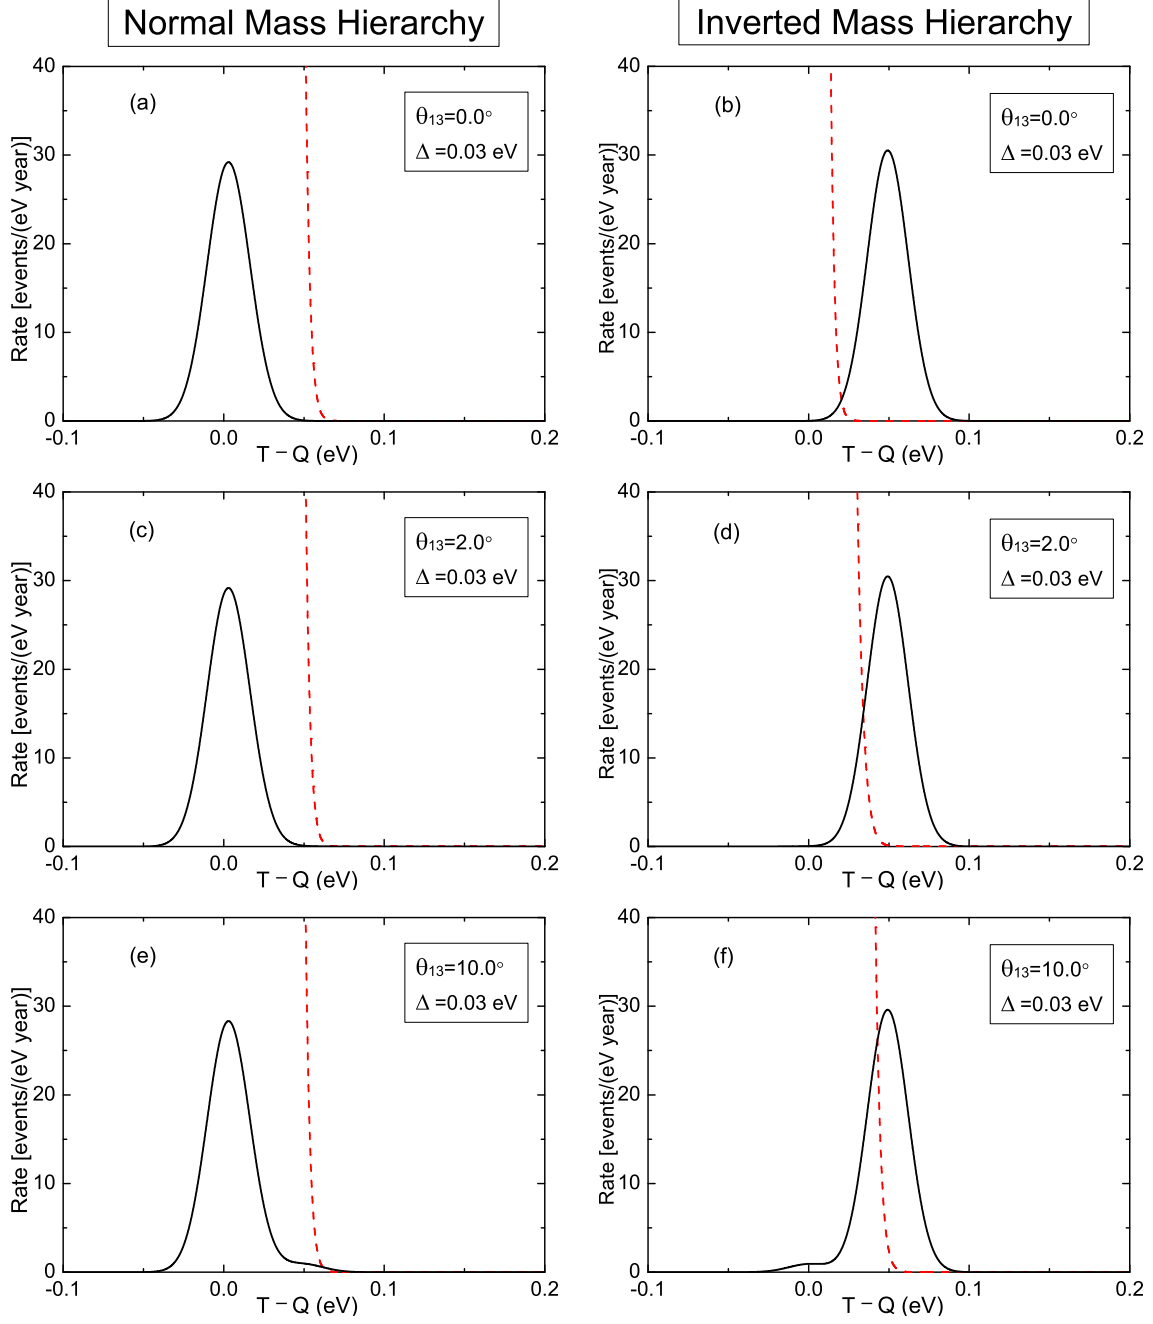 Normal Mass Hierarchy
Inverted Mass Hierarchy
(a)
θ13=0.0°
Δ =0.03 eV
Rate [events/(eV year)]
40
30
20
10
0
-0.1
0.0
0.1
0.2
T − Q (eV)
(b)
θ13=0.0°
Δ =0.03 eV
Rate [events/(eV year)]
40
30
20
10
0
-0.1
0.0
0.1
0.2
T − Q (eV)
(c)
θ13=2.0°
Δ =0.03 eV
Rate [events/(eV year)]
40
30
20
10
0
-0.1
0.0
0.1
0.2
T − Q (eV)
(d)
θ13=2.0°
Δ =0.03 eV
Rate [events/(eV year)]
40
30
20
10
0
-0.1
0.0
0.1
0.2
T − Q (eV)
(e)
θ13=10.0°
Δ =0.03 eV
Rate [events/(eV year)]
40
30
20
10
0
-0.1
0.0
0.1
0.2
T − Q (eV)
(f)
θ13=10.0°
Δ =0.03 eV
Rate [events/(eV year)]
40
30
20
10
0
-0.1
0.0
0.1
0.2
T − Q (eV)